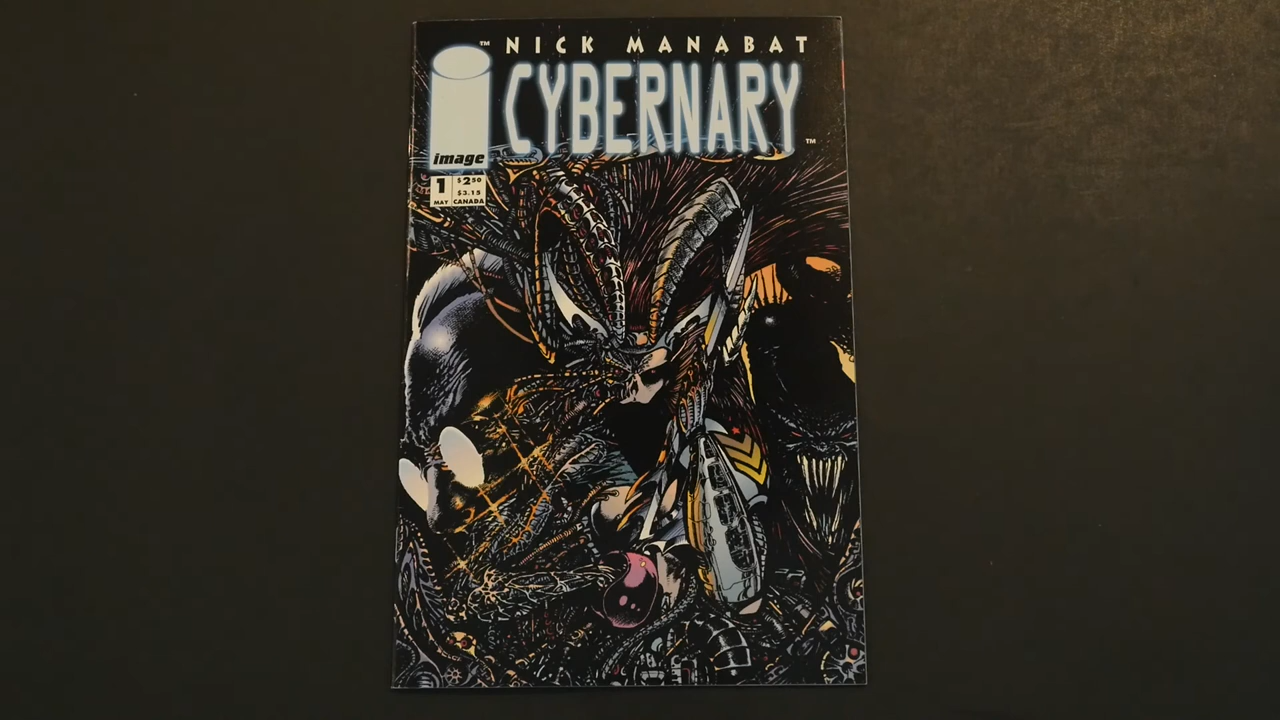 ™ NICK MANABAT
CYBERNARY ™
image
1 $2.50
$3.15
MAY CANADA